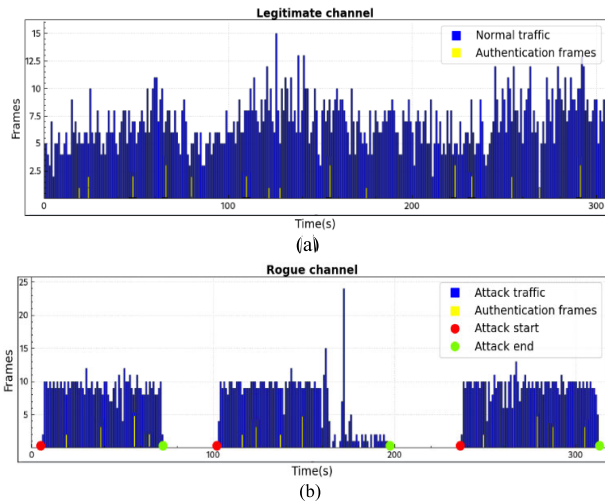 Legitimate channel
Normal traffic
Authentication frames
Frames
15
12.5
10
7.5
5
2.5
0
100
200
300
Time(s)
(a)
Rogue channel
Attack traffic
Authentication frames
Attack start
Attack end
Frames
25
20
15
10
5
0
100
200
300
Time(s)
(b)